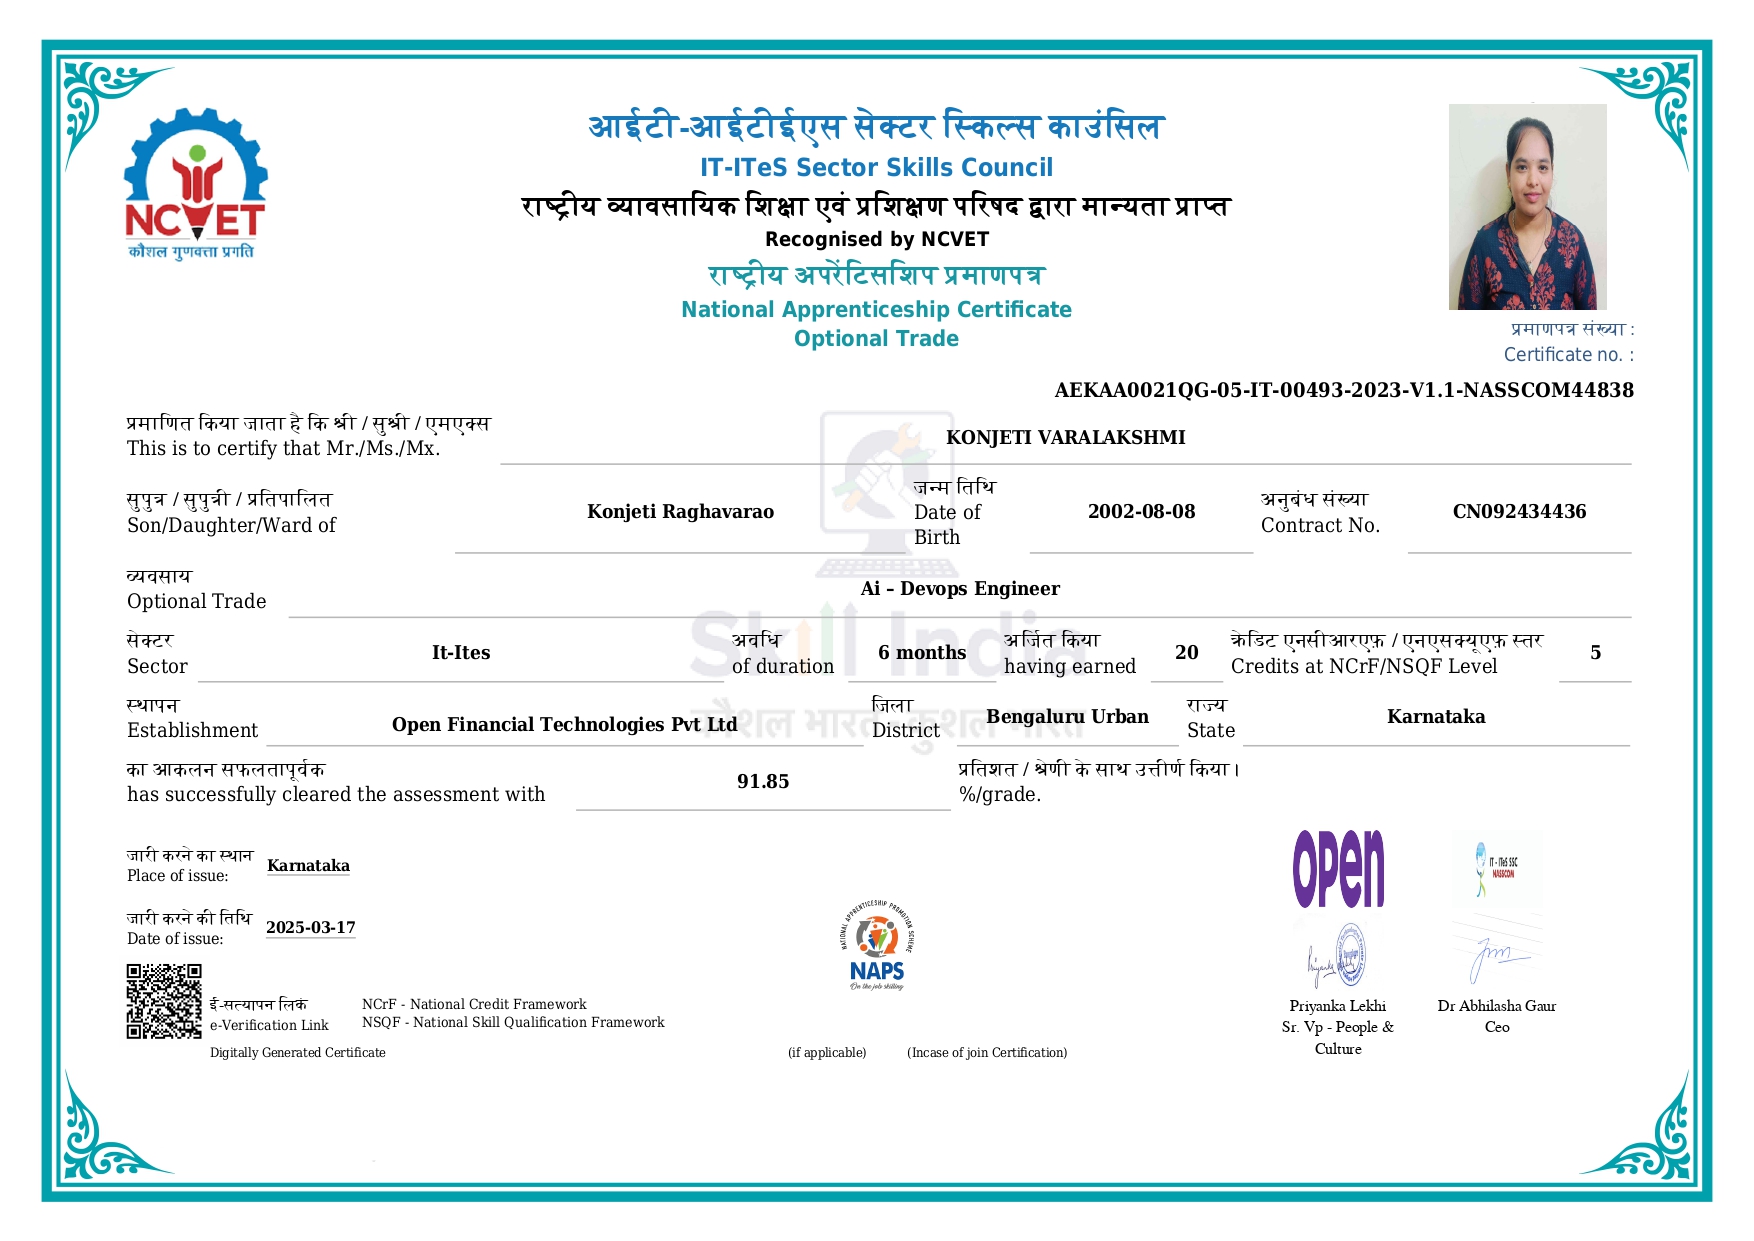 आईटी-आईटीईएस सेक्टर स्किल्स काउंसिल
IT-ITeS Sector Skills Council
राष्ट्रीय व्यावसायिक शिक्षा एवं प्रशिक्षण परिषद द्वारा मान्यता प्राप्त
Recognised by NCVET
राष्ट्रीय अपरेंटिसशिप प्रमाणपत्र
National Apprenticeship Certificate
Optional Trade
NCVET
कौशल गुणवत्ता प्रगति
प्रमाणपत्र संख्या :
Certificate no. :
AEKAA0021QG-05-IT-00493-2023-V1.1-NASSCOM44838
प्रमाणित किया जाता है कि श्री / सुश्री / एमएक्स
This is to certify that Mr./Ms./Mx.
KONJETI VARALAKSHMI
सुपुत्र / सुपुत्री / प्रतिपालित
Son/Daughter/Ward of
Konjeti Raghavarao
जन्म तिथि
Date of
Birth
2002-08-08
अनुबंध संख्या
Contract No.
CN092434436
व्यवसाय
Optional Trade
Ai – Devops Engineer
Skill India
कौशल भारत-कुशल भारत
सेक्टर
Sector
It-Ites
अवधि
of duration
6 months
अर्जित किया
having earned
20
क्रेडिट एनसीआरएफ़ / एनएसक्यूएफ़ स्तर
Credits at NCrF/NSQF Level
5
स्थापन
Establishment
Open Financial Technologies Pvt Ltd
जिला
District
Bengaluru Urban
राज्य
State
Karnataka
का आकलन सफलतापूर्वक
has successfully cleared the assessment with
91.85
प्रतिशत / श्रेणी के साथ उत्तीर्ण किया।
%/grade.
जारी करने का स्थान
Place of issue:
Karnataka
जारी करने की तिथि
Date of issue:
2025-03-17
ई-सत्यापन लिंक
e-Verification Link
NCrF - National Credit Framework
NSQF - National Skill Qualification Framework
Digitally Generated Certificate
NATIONAL APPRENTICESHIP PROMOTION SCHEME
NAPS
On the job skilling
(if applicable)
(Incase of join Certification)
open
Priyanka Lekhi
Sr. Vp - People &
Culture
IT - ITeS SSC
NASSCOM
Dr Abhilasha Gaur
Ceo